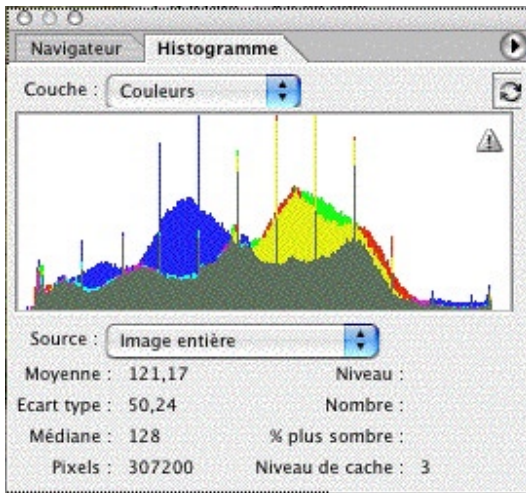 Navigateur Histogramme
Couche : Couleurs
Source : Image entière
Moyenne : 121,17 Niveau :
Ecart type : 50,24 Nombre :
Médiane : 128 % plus sombre :
Pixels : 307200 Niveau de cache : 3